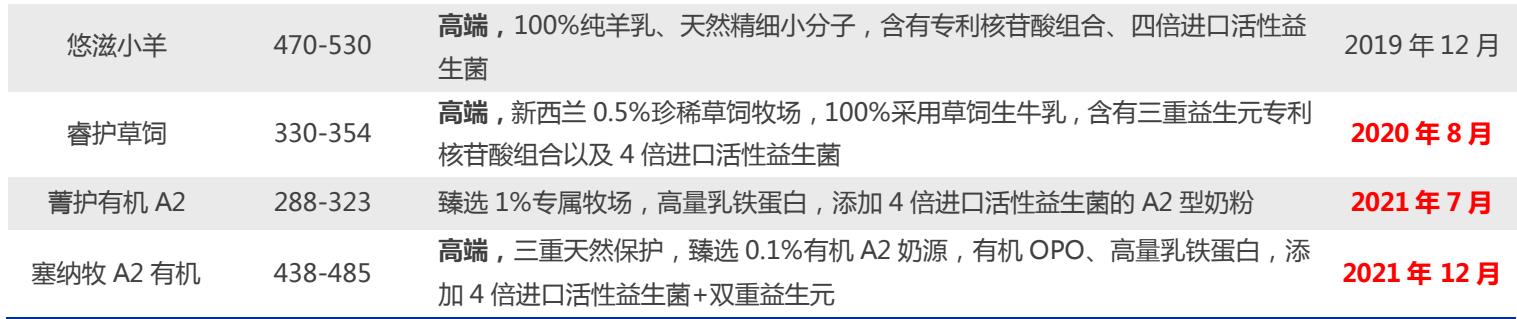 悠滋小羊 470-530 高端，100%纯羊乳、天然精细小分子，含有专利核苷酸组合、四倍进口活性益 2019 年 12 月
生菌
睿护草饲 330-354 高端，新西兰 0.5%珍稀草饲牧场，100%采用草饲生牛乳，含有三重益生元专利 2020 年 8 月
核苷酸组合以及 4 倍进口活性益生菌
菁护有机 A2 288-323 臻选 1%专属牧场，高量乳铁蛋白，添加 4 倍进口活性益生菌的 A2 型奶粉 2021 年 7 月
塞纳牧 A2 有机 438-485 高端，三重天然保护，臻选 0.1%有机 A2 奶源，有机 OPO、高量乳铁蛋白，添 2021 年 12 月
加 4 倍进口活性益生菌+双重益生元